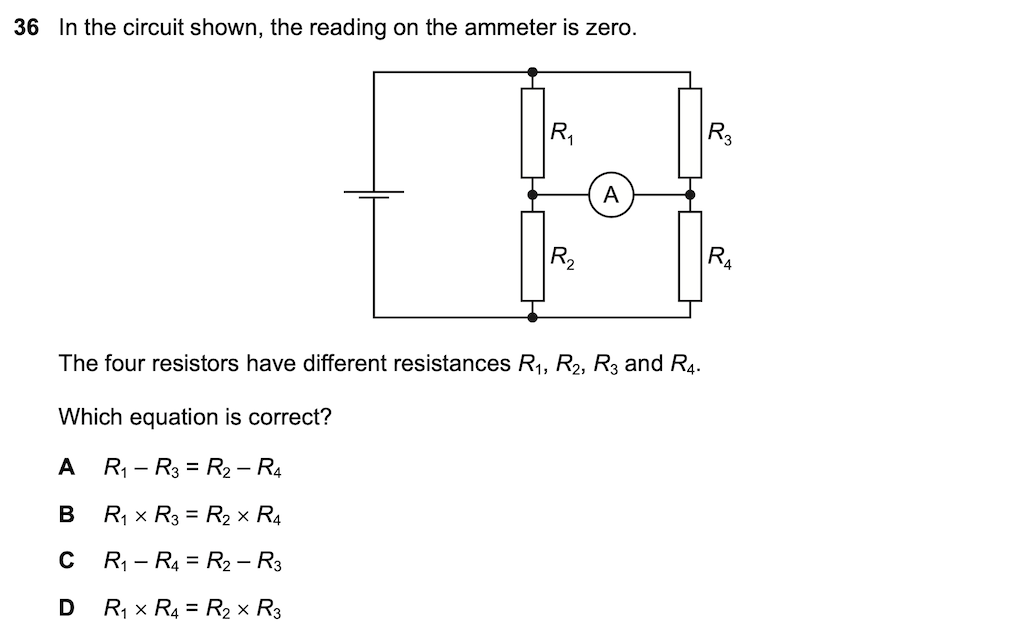 36 In the circuit shown, the reading on the ammeter is zero.
R₁
R₃
A
R₂
R₄
The four resistors have different resistances R₁, R₂, R₃ and R₄.
Which equation is correct?
A R₁ – R₃ = R₂ – R₄
B R₁ × R₃ = R₂ × R₄
C R₁ – R₄ = R₂ – R₃
D R₁ × R₄ = R₂ × R₃